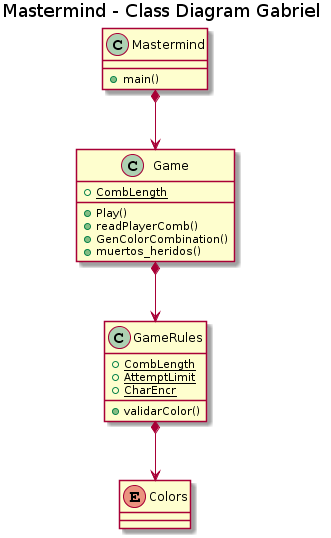 Mastermind - Class Diagram Gabriel
C Mastermind
main()
C Game
CombLength
Play()
readPlayerComb()
GenColorCombination()
muertos_heridos()
C GameRules
CombLength
AttemptLimit
CharEncr
validarColor()
E Colors